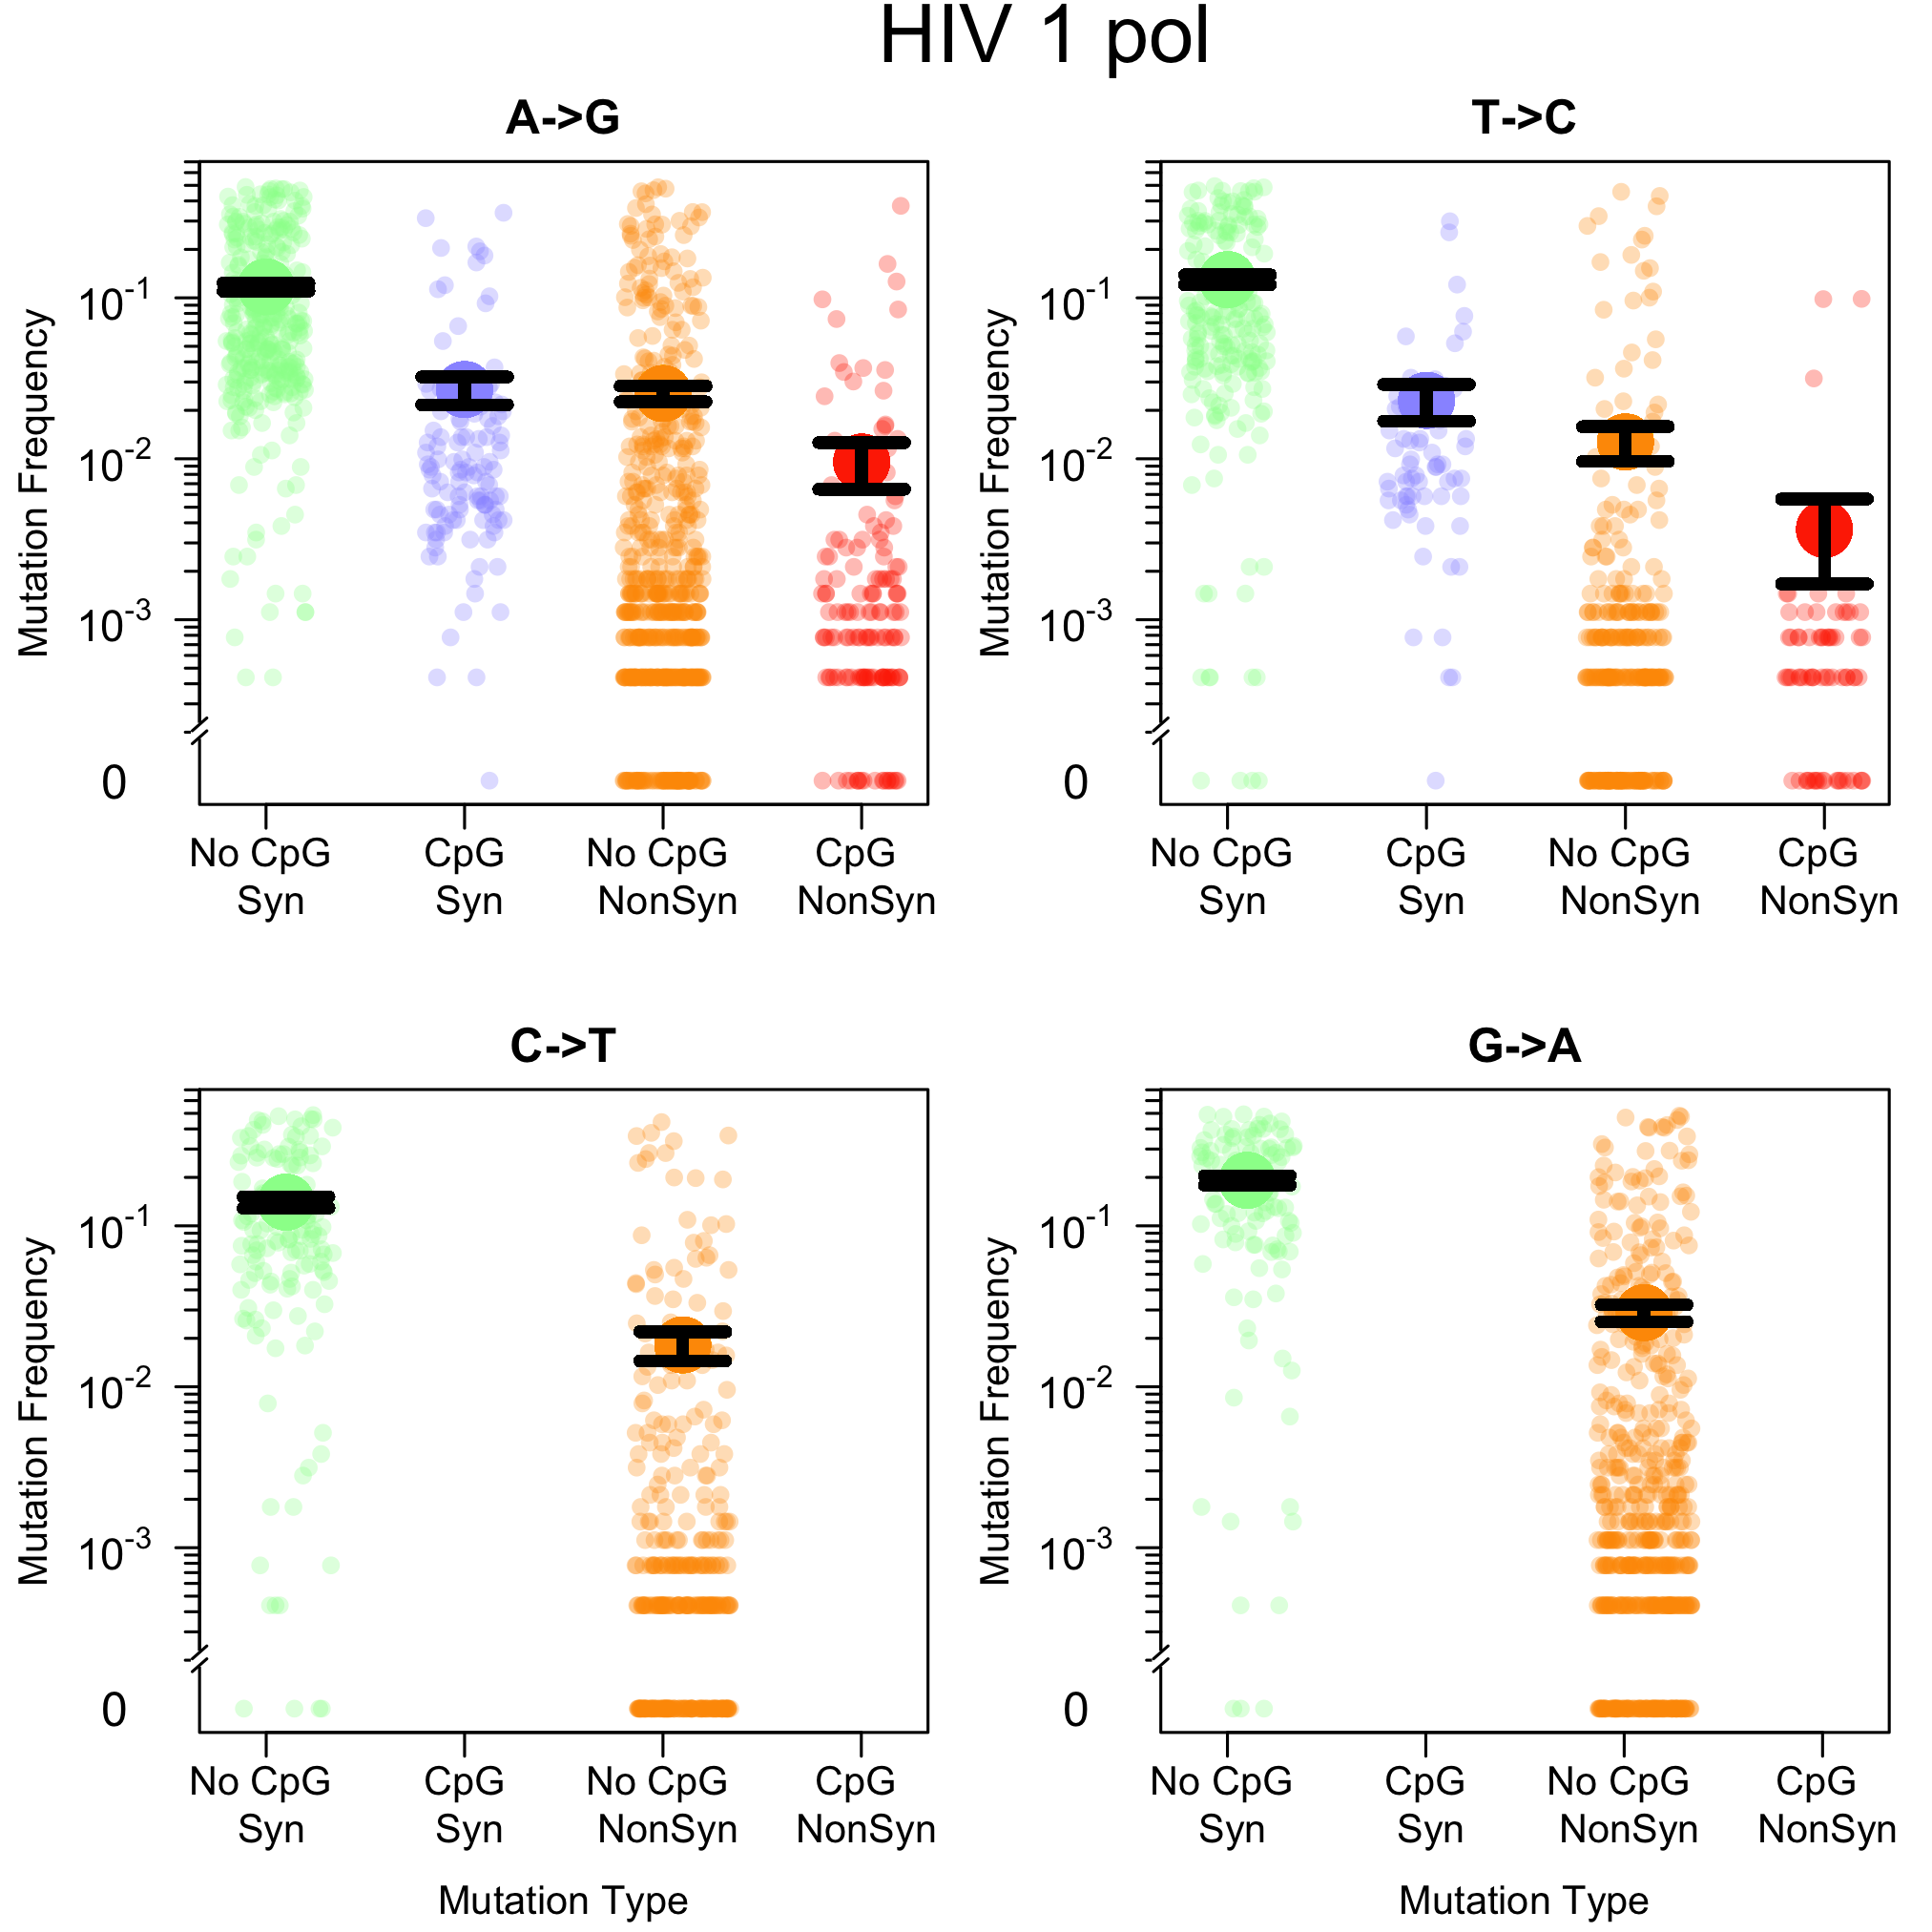 HIV 1 pol
A->G
Mutation Frequency
10-1
10-2
10-3
0
No CpG CpG No CpG CpG
Syn Syn NonSyn NonSyn
T->C
Mutation Frequency
10-1
10-2
10-3
0
No CpG CpG No CpG CpG
Syn Syn NonSyn NonSyn
C->T
Mutation Frequency
10-1
10-2
10-3
0
No CpG CpG No CpG CpG
Syn Syn NonSyn NonSyn
Mutation Type
G->A
Mutation Frequency
10-1
10-2
10-3
0
No CpG CpG No CpG CpG
Syn Syn NonSyn NonSyn
Mutation Type